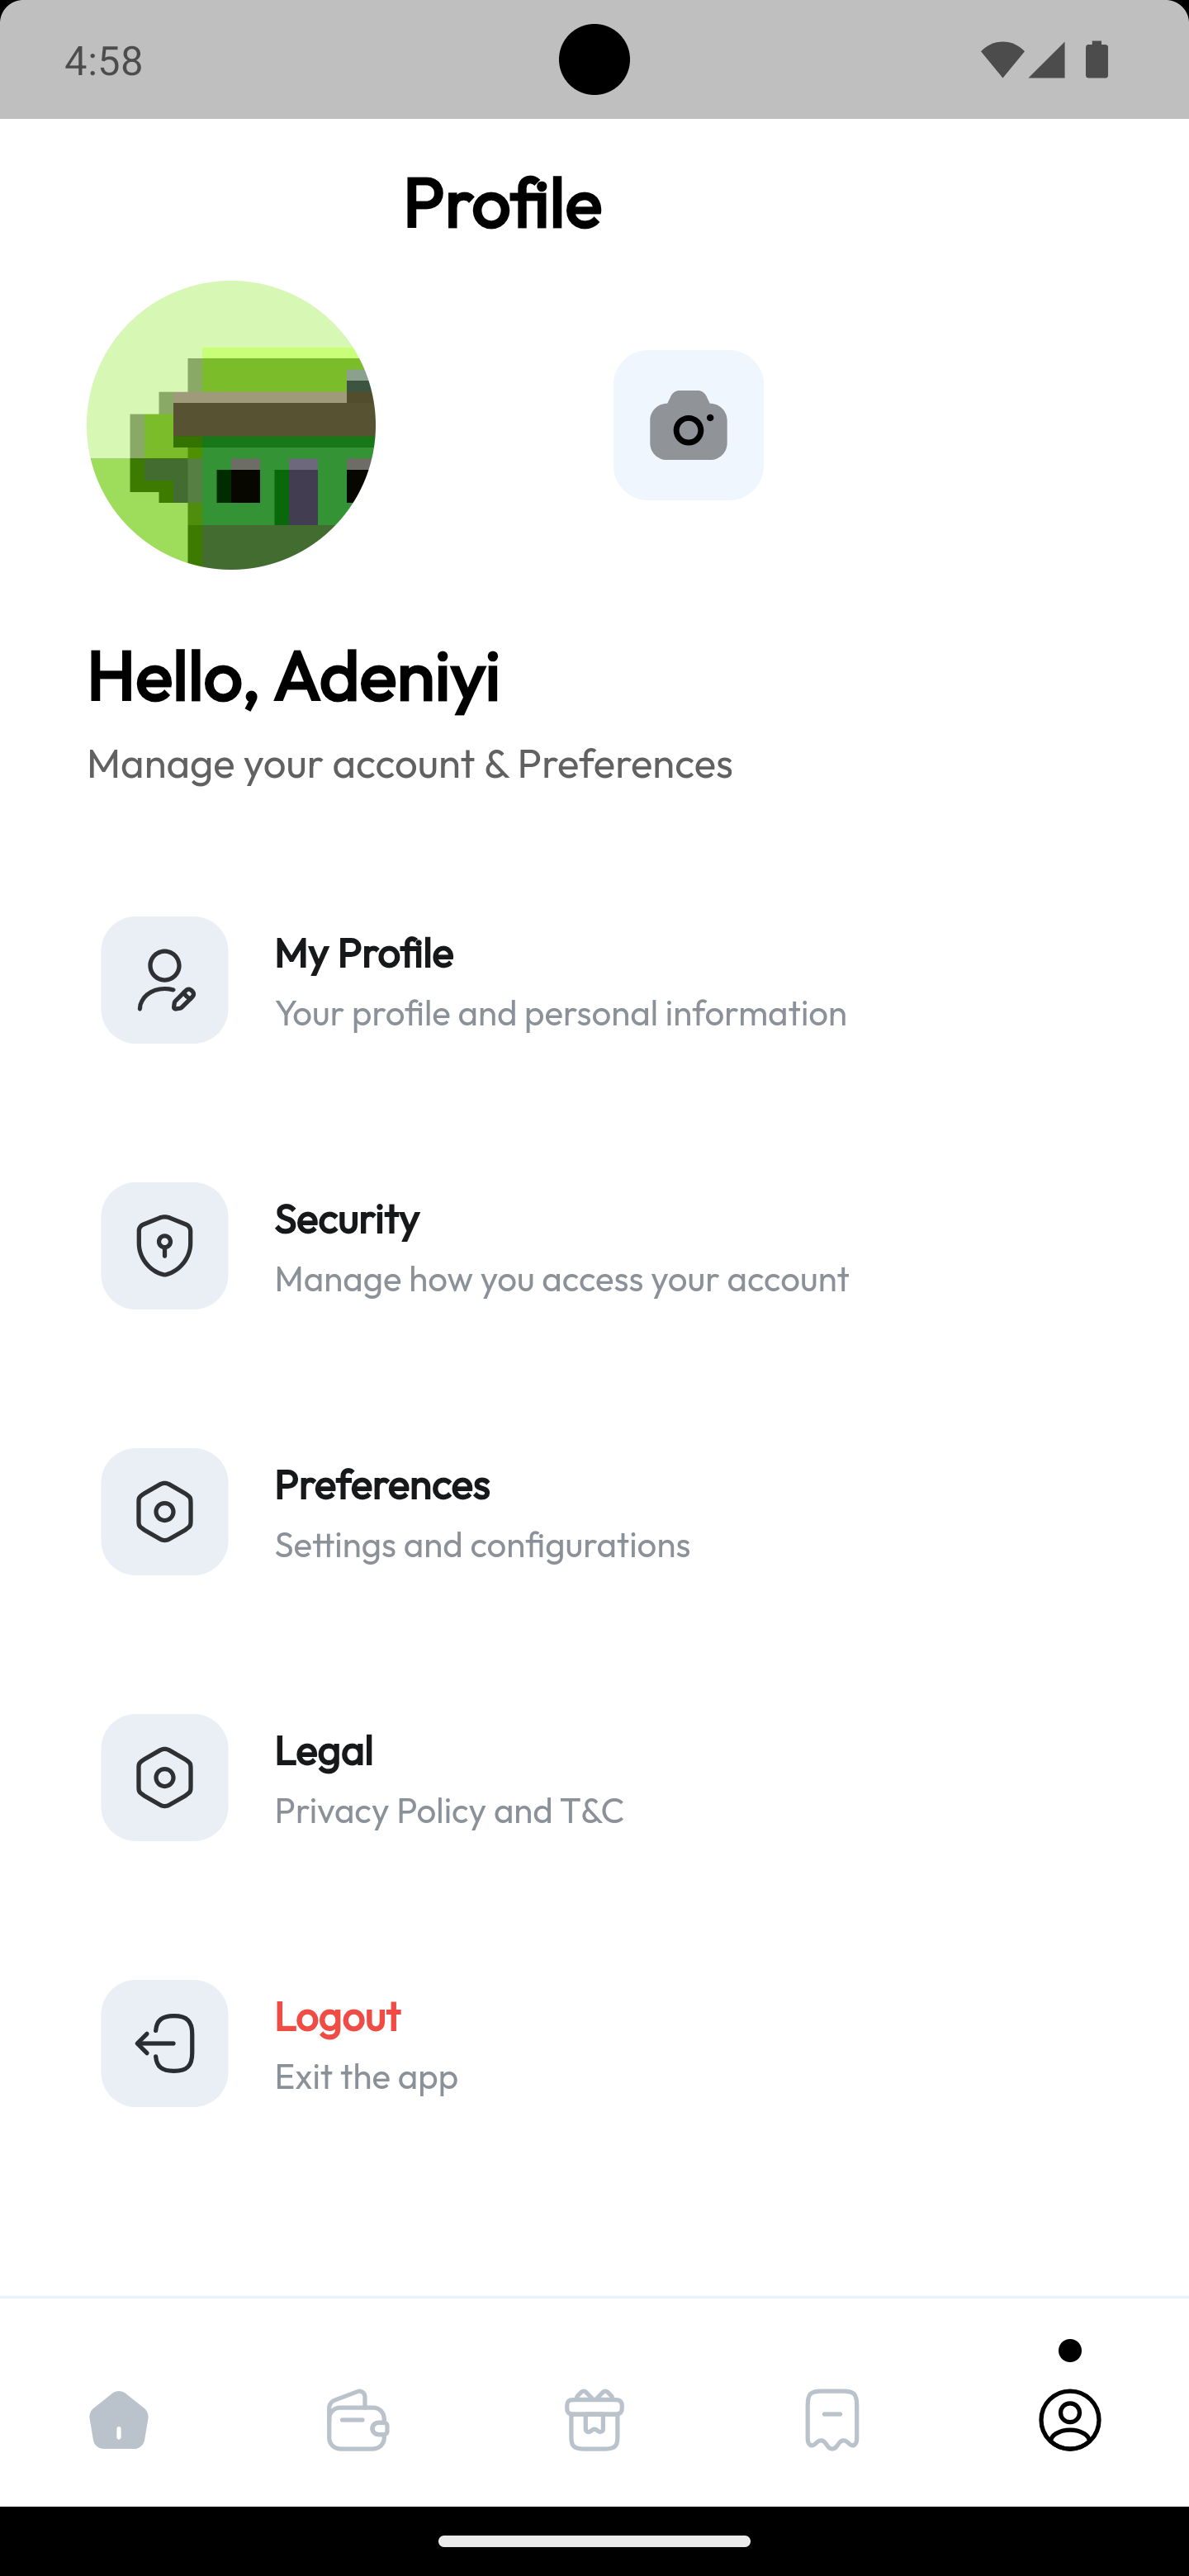 4:58
Profile
Hello, Adeniyi
Manage your account & Preferences
My Profile
Your profile and personal information
Security
Manage how you access your account
Preferences
Settings and configurations
Legal
Privacy Policy and T&C
Logout
Exit the app